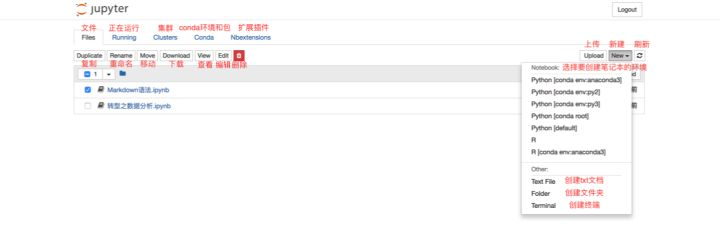 jupyter
Logout
文件 正在运行 集群 conda环境和包 扩展插件
Files Running Clusters Conda Nbextensions
上传 新建 刷新
Duplicate Rename Move Download View Edit Upload New
复制 重命名 移动 下载 查看 编辑 删除
Notebook: 选择要创建笔记本的环境
1
Python [conda env:anaconda3]
Markdown语法.ipynb
前
Python [conda env:py2]
转型之数据分析.ipynb
Python [conda env:py3]
前
Python [conda root]
Python [default]
R
R [conda env:anaconda3]
Other:
Text File 创建txt文档
Folder 创建文件夹
Terminal 创建终端